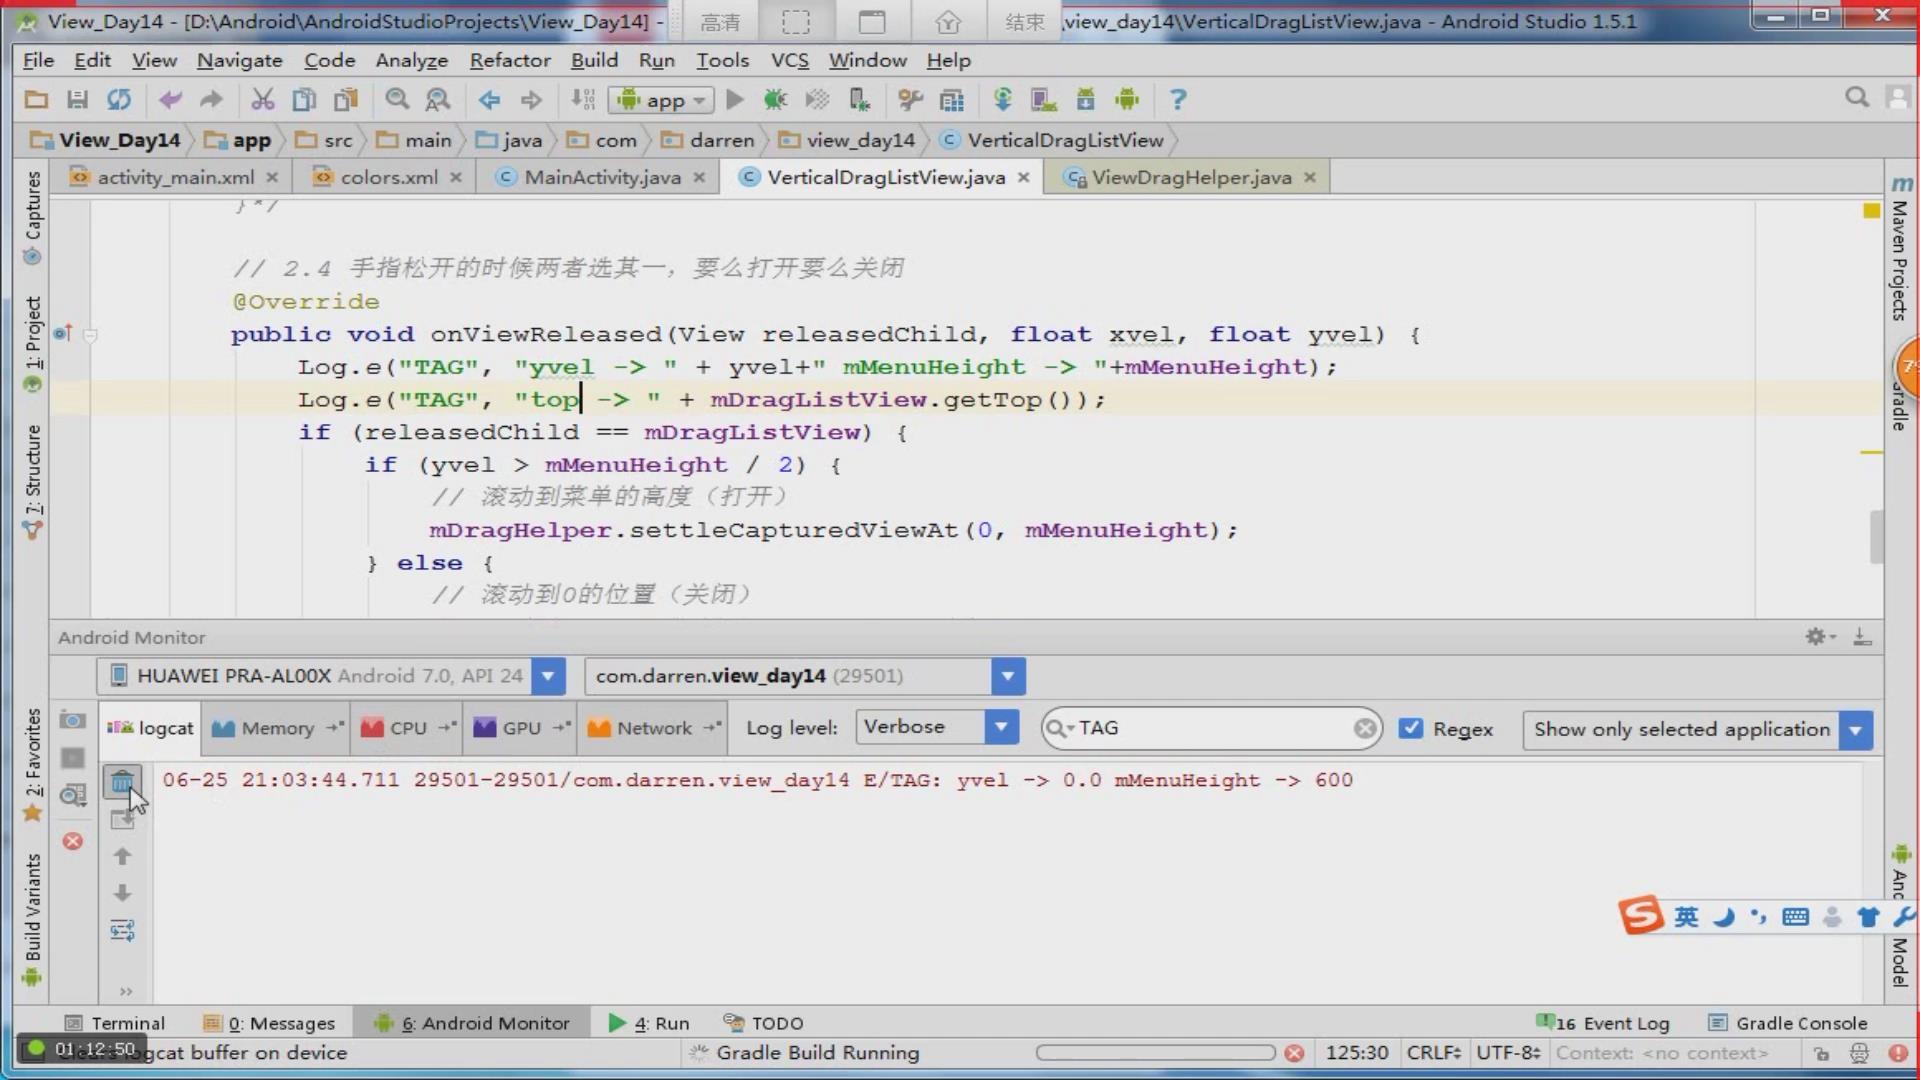 View_Day14 - [D:\Android\AndroidStudioProjects\View_Day14] -
高清
结束
\view_day14\VerticalDragListView.java - Android Studio 1.5.1
File Edit View Navigate Code Analyze Refactor Build Run Tools VCS Window Help
app
View_Day14 app src main java com darren view_day14 VerticalDragListView
activity_main.xml colors.xml MainActivity.java VerticalDragListView.java ViewDragHelper.java
}*/
// 2.4 手指松开的时候两者选其一，要么打开要么关闭
@Override
public void onViewReleased(View releasedChild, float xvel, float yvel) {
Log.e("TAG", "yvel -> " + yvel+" mMenuHeight -> "+mMenuHeight);
Log.e("TAG", "top -> " + mDragListView.getTop());
if (releasedChild == mDragListView) {
if (yvel > mMenuHeight / 2) {
// 滚动到菜单的高度（打开）
mDragHelper.settleCapturedViewAt(0, mMenuHeight);
} else {
// 滚动到0的位置（关闭）
Captures
1: Project
7: Structure
2: Favorites
Build Variants
Maven Projects
Gradle
Model
Android Monitor
HUAWEI PRA-AL00X Android 7.0, API 24
com.darren.view_day14 (29501)
logcat Memory CPU GPU Network Log level: Verbose TAG Regex Show only selected application
06-25 21:03:44.711 29501-29501/com.darren.view_day14 E/TAG: yvel -> 0.0 mMenuHeight -> 600
英
Terminal 0: Messages 6: Android Monitor 4: Run TODO 16 Event Log Gradle Console
01:12:50
logcat buffer on device
Gradle Build Running
125:30 CRLF UTF-8 Context: <no context>